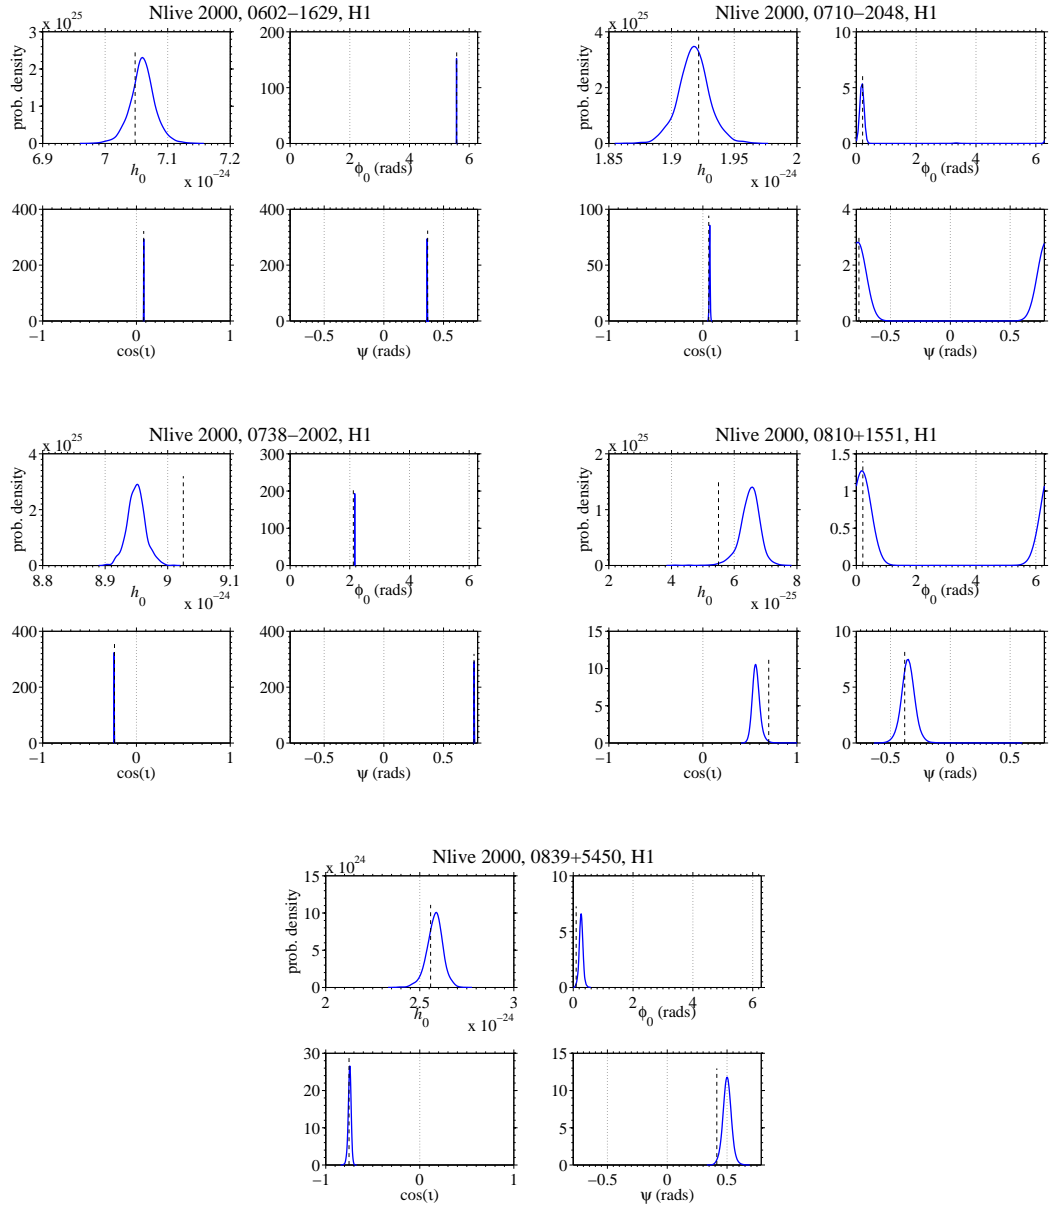 Nlive 2000, 0602−1629, H1
x 10^25
prob. density
3
2
1
0
6.9 7 7.1 7.2
h_0
x 10^−24
200
100
0
0 2 4 6
ϕ_0 (rads)
400
200
0
−1 0 1
cos(ι)
400
200
0
−0.5 0 0.5
ψ (rads)
Nlive 2000, 0710−2048, H1
x 10^25
prob. density
4
2
0
1.85 1.9 1.95 2
h_0
x 10^−24
10
5
0
0 2 4 6
ϕ_0 (rads)
100
50
0
−1 0 1
cos(ι)
4
2
0
−0.5 0 0.5
ψ (rads)
Nlive 2000, 0738−2002, H1
x 10^25
prob. density
4
2
0
8.8 8.9 9 9.1
h_0
x 10^−24
300
200
100
0
0 2 4 6
ϕ_0 (rads)
400
200
0
−1 0 1
cos(ι)
400
200
0
−0.5 0 0.5
ψ (rads)
Nlive 2000, 0810+1551, H1
x 10^25
prob. density
2
1
0
2 4 6 8
h_0
x 10^−25
1.5
1
0.5
0
0 2 4 6
ϕ_0 (rads)
15
10
5
0
−1 0 1
cos(ι)
10
5
0
−0.5 0 0.5
ψ (rads)
Nlive 2000, 0839+5450, H1
x 10^24
prob. density
15
10
5
0
2 2.5 3
h_0
x 10^−24
10
5
0
0 2 4 6
ϕ_0 (rads)
30
20
10
0
−1 0 1
cos(ι)
15
10
5
0
−0.5 0 0.5
ψ (rads)